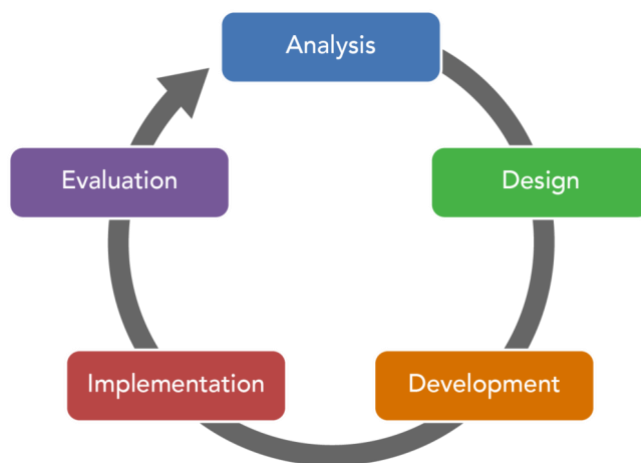 Analysis
Design
Development
Implementation
Evaluation